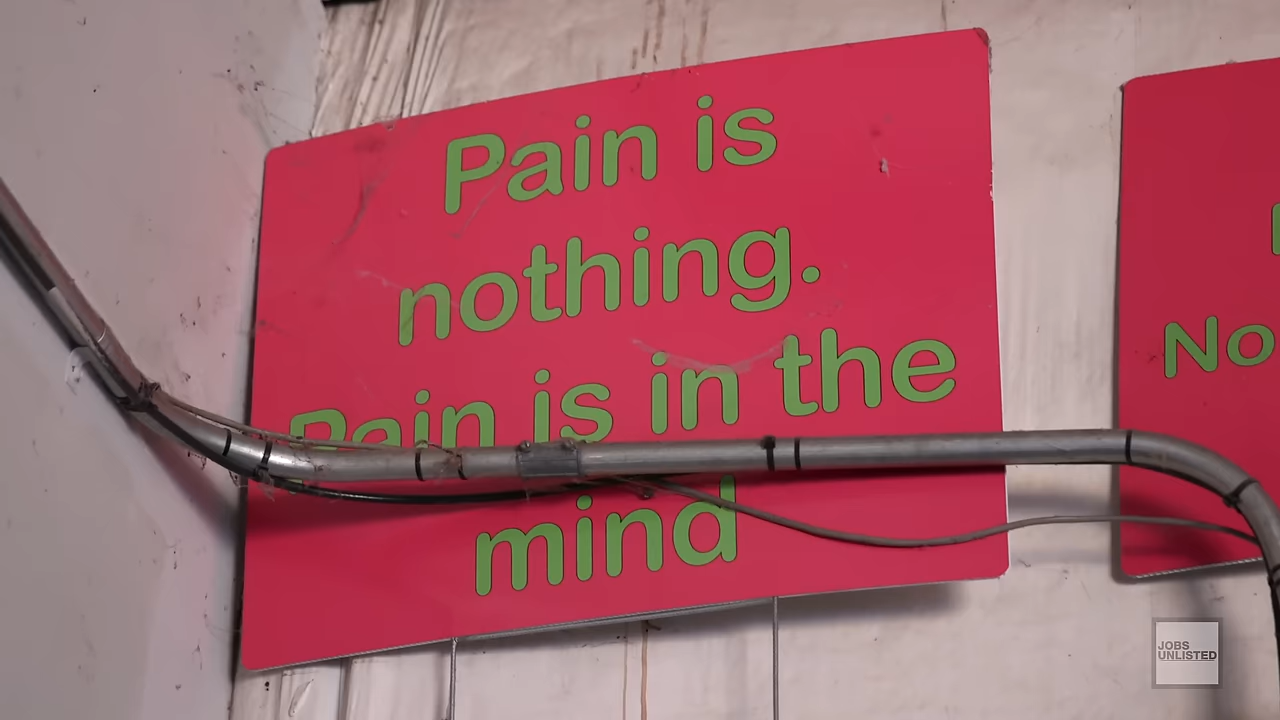 Pain is
nothing.
Pain is in the
mind
No
JOBS
UNLISTED